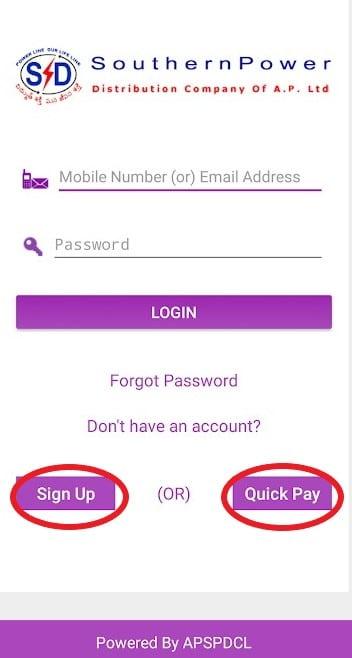 POWER LINE OUR LIFE LINE
SPD
SouthernPower
Distribution Company Of A.P. Ltd
Mobile Number (or) Email Address
Password
LOGIN
Forgot Password
Don't have an account?
Sign Up (OR) Quick Pay
Powered By APSPDCL